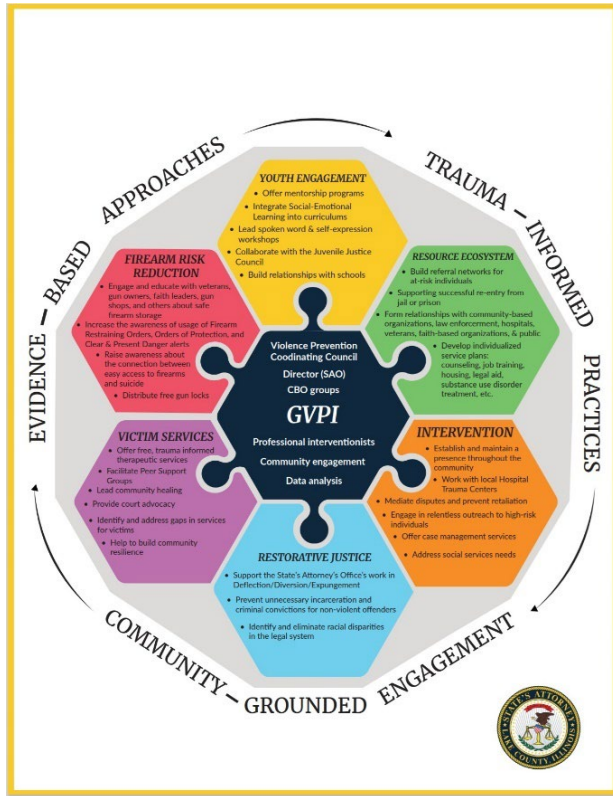 EVIDENCE – BASED APPROACHES
TRAUMA – INFORMED PRACTICES
COMMUNITY – GROUNDED ENGAGEMENT
YOUTH ENGAGEMENT
• Offer mentorship programs
• Integrate Social-Emotional
Learning into curriculums
• Lead spoken word & self-expression
workshops
• Collaborate with the Juvenile Justice
Council
• Build relationships with schools
FIREARM RISK
REDUCTION
• Engage and educate with veterans,
gun owners, faith leaders, gun
shops, and others about safe
firearm storage
• Increase the awareness of usage of Firearm
Restraining Orders, Orders of Protection, and
Clear & Present Danger alerts
• Raise awareness about
the connection between
easy access to firearms
and suicide
• Distribute free gun locks
RESOURCE ECOSYSTEM
• Build referral networks for
at-risk individuals
• Supporting successful re-entry from
jail or prison
• Form relationships with community-based
organizations, law enforcement, hospitals,
veterans, faith-based organizations, & public
• Develop individualized
service plans:
counseling, job training,
housing, legal aid,
substance use disorder
treatment, etc.
Violence Prevention
Coodinating Council
Director (SAO)
CBO groups
GVPI
Professional interventionists
Community engagement
Data analysis
VICTIM SERVICES
• Offer free, trauma informed
therapeutic services
• Facilitate Peer Support
Groups
• Lead community healing
• Provide court advocacy
• Identify and address gaps in services
for victims
• Help to build community
resilience
INTERVENTION
• Establish and maintain a
presence throughout the
community
• Work with local Hospital
Trauma Centers
• Mediate disputes and prevent retaliation
• Engage in relentless outreach to high-risk
individuals
• Offer case management services
• Address social services needs
RESTORATIVE JUSTICE
• Support the State's Attorney's Office's work in
Deflection/Diversion/Expungement
• Prevent unnecessary incarceration and
criminal convictions for non-violent offenders
• Identify and eliminate racial disparities
in the legal system
STATE'S ATTORNEY
LAKE COUNTY, ILLINOIS